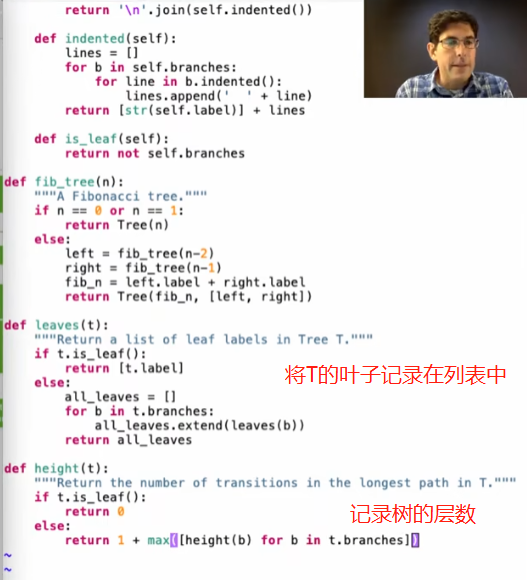 return '\n'.join(self.indented())
def indented(self):
lines = []
for b in self.branches:
for line in b.indented():
lines.append('  ' + line)
return [str(self.label)] + lines
def is_leaf(self):
return not self.branches
def fib_tree(n):
"""A Fibonacci tree."""
if n == 0 or n == 1:
return Tree(n)
else:
left = fib_tree(n-2)
right = fib_tree(n-1)
fib_n = left.label + right.label
return Tree(fib_n, [left, right])
def leaves(t):
"""Return a list of leaf labels in Tree T."""
if t.is_leaf():
return [t.label]
将T的叶子记录在列表中
else:
all_leaves = []
for b in t.branches:
all_leaves.extend(leaves(b))
return all_leaves
def height(t):
"""Return the number of transitions in the longest path in T."""
if t.is_leaf():
return 0
记录树的层数
else:
return 1 + max([height(b) for b in t.branches])
~
~